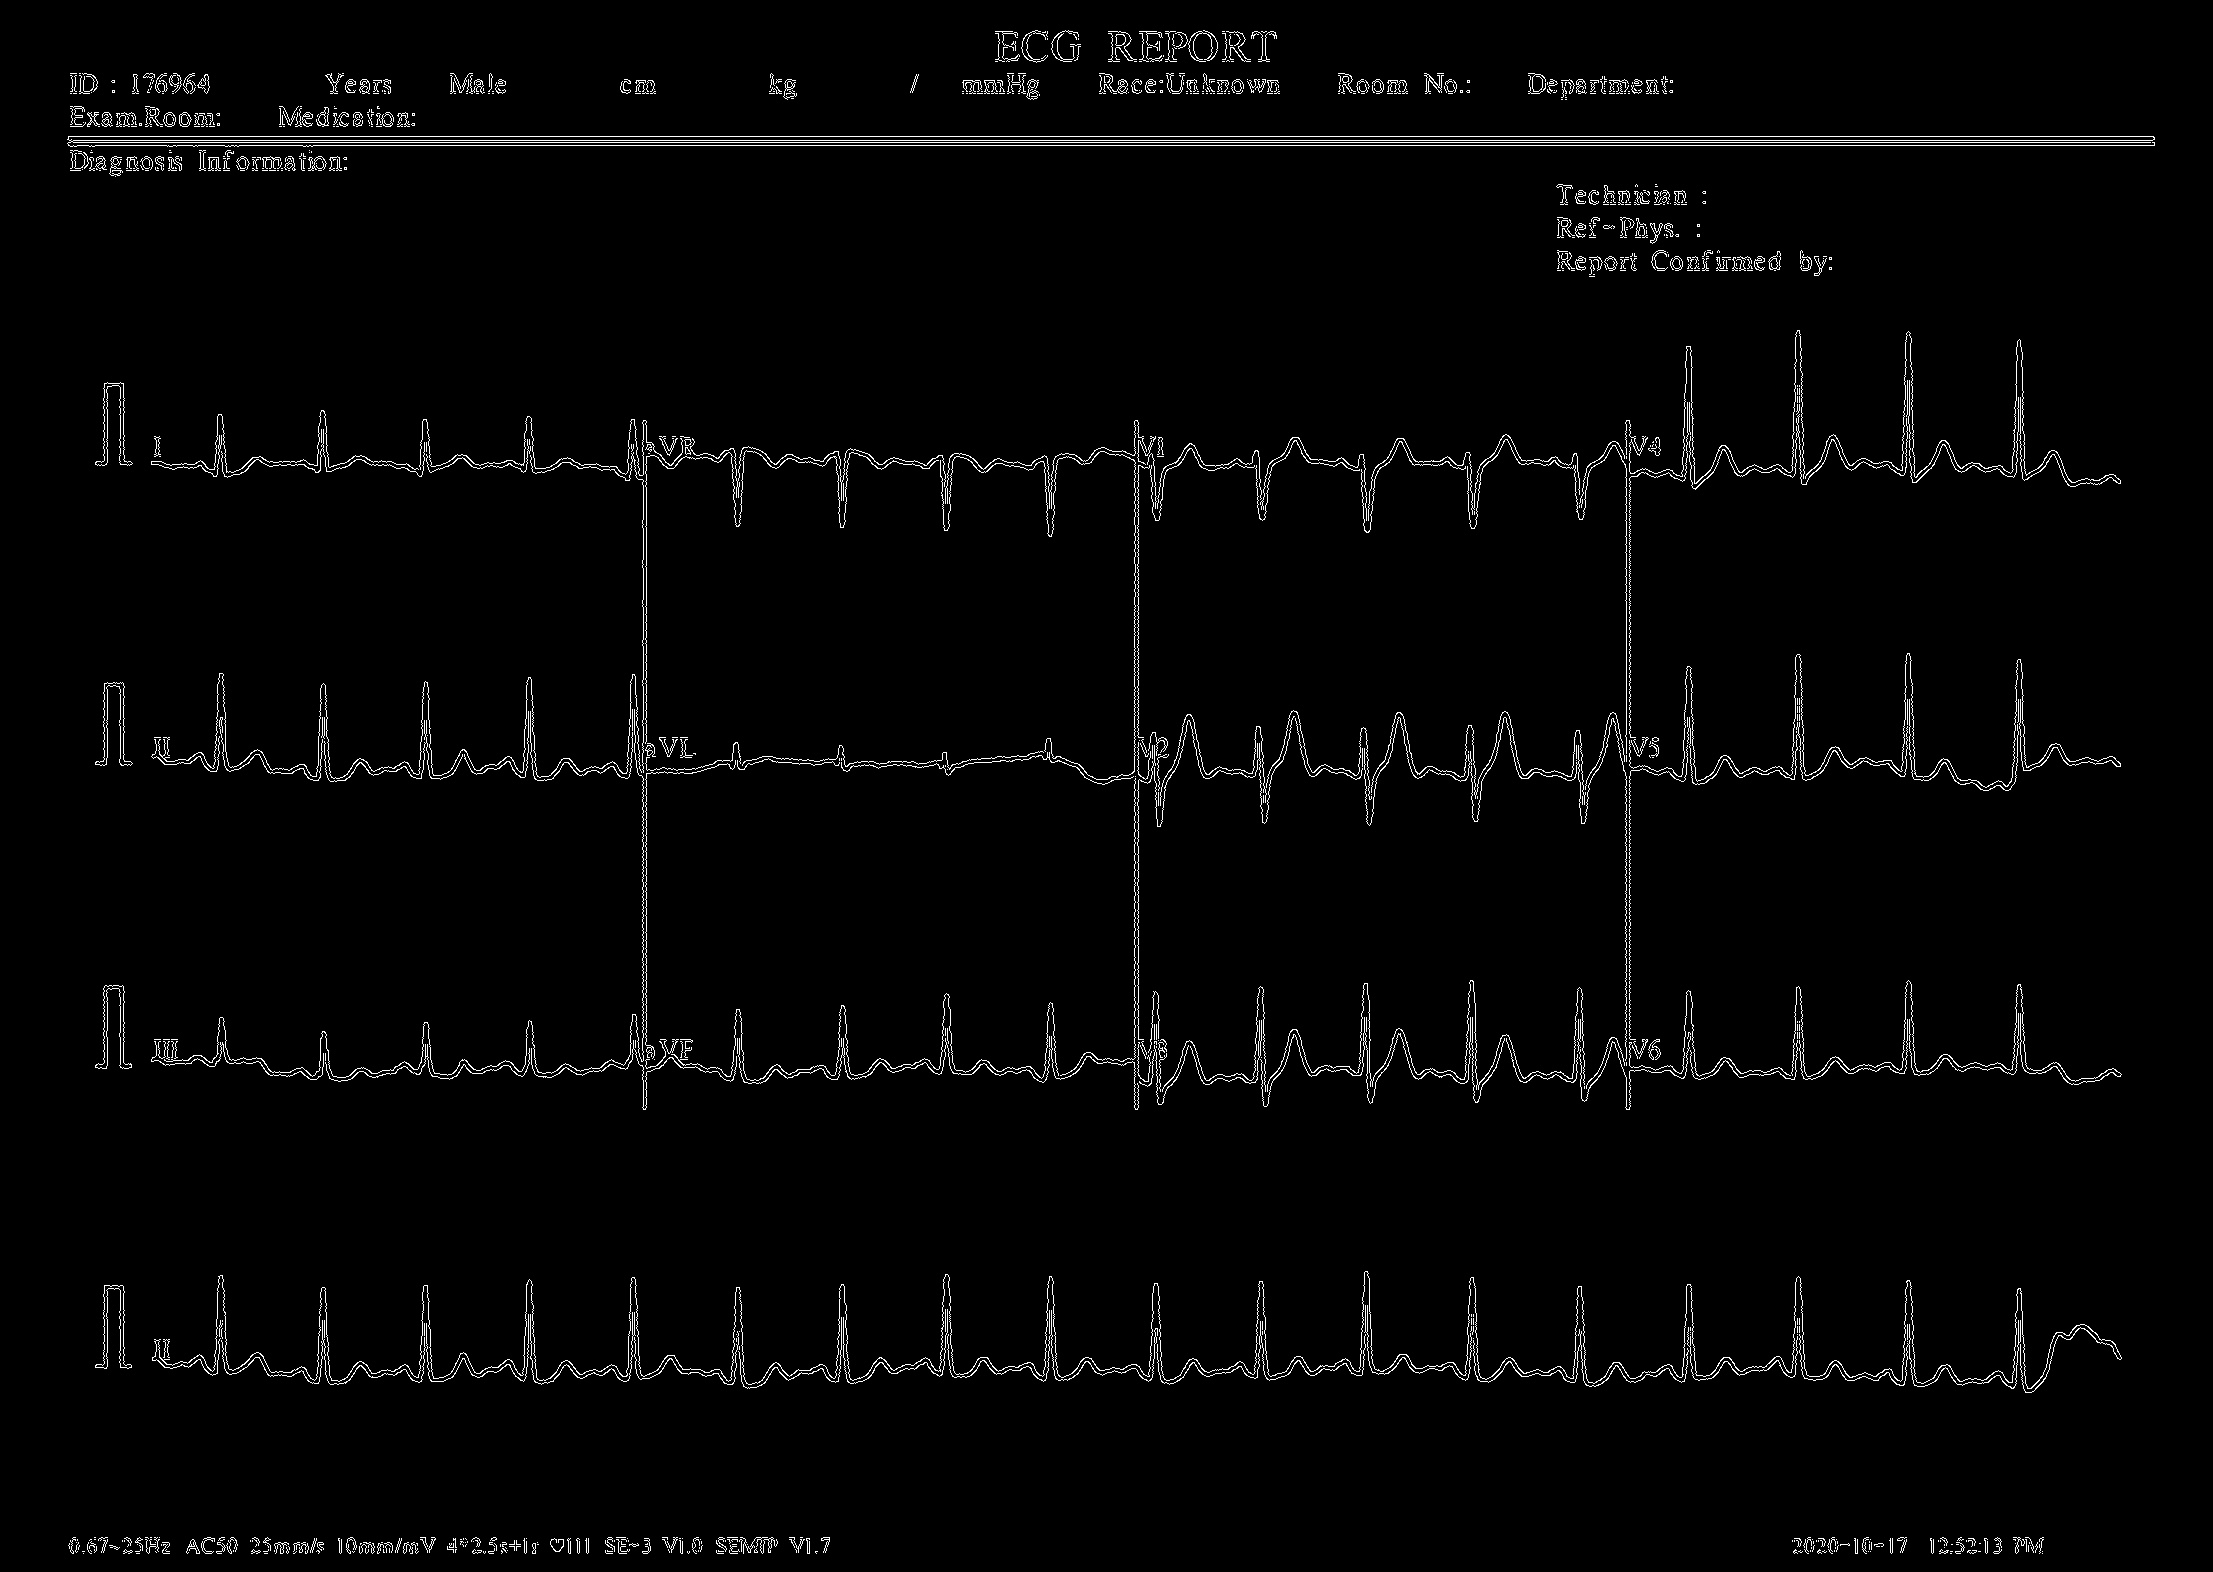 ECG REPORT
ID : 176964 Years Male cm kg / mmHg Race:Unknown Room No.: Department:
Exam.Room: Medication:
Diagnosis Information:
Technician :
Ref-Phys. :
Report Confirmed by:
I aVR V1 V4
II aVL V2 V5
III aVF V3 V6
II
0.67~25Hz AC50 25mm/s 10mm/mV 4*2.5s+1r ♡111 SE-3 V1.0 SEMIP V1.7
2020-10-17 12:52:13 PM